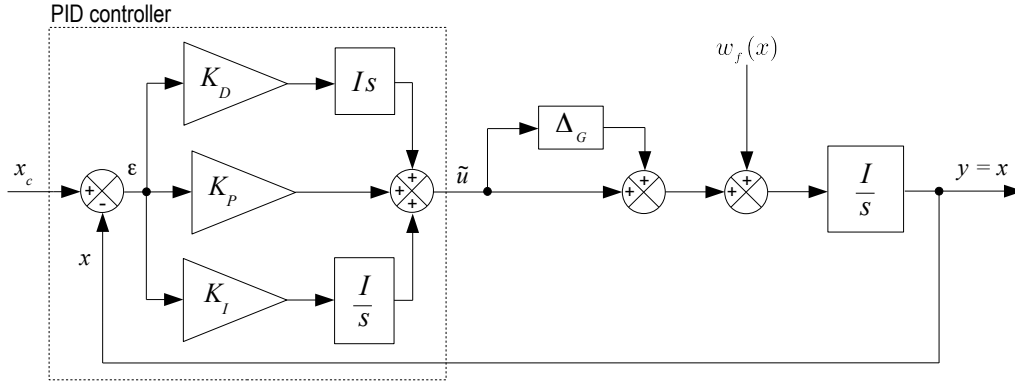 PID controller
w_f(x)
K_D
Is
Δ_G
x_c
+
-
ε
K_P
+
+
+
ũ
+
+
+
+
I
s
y = x
x
K_I
I
s